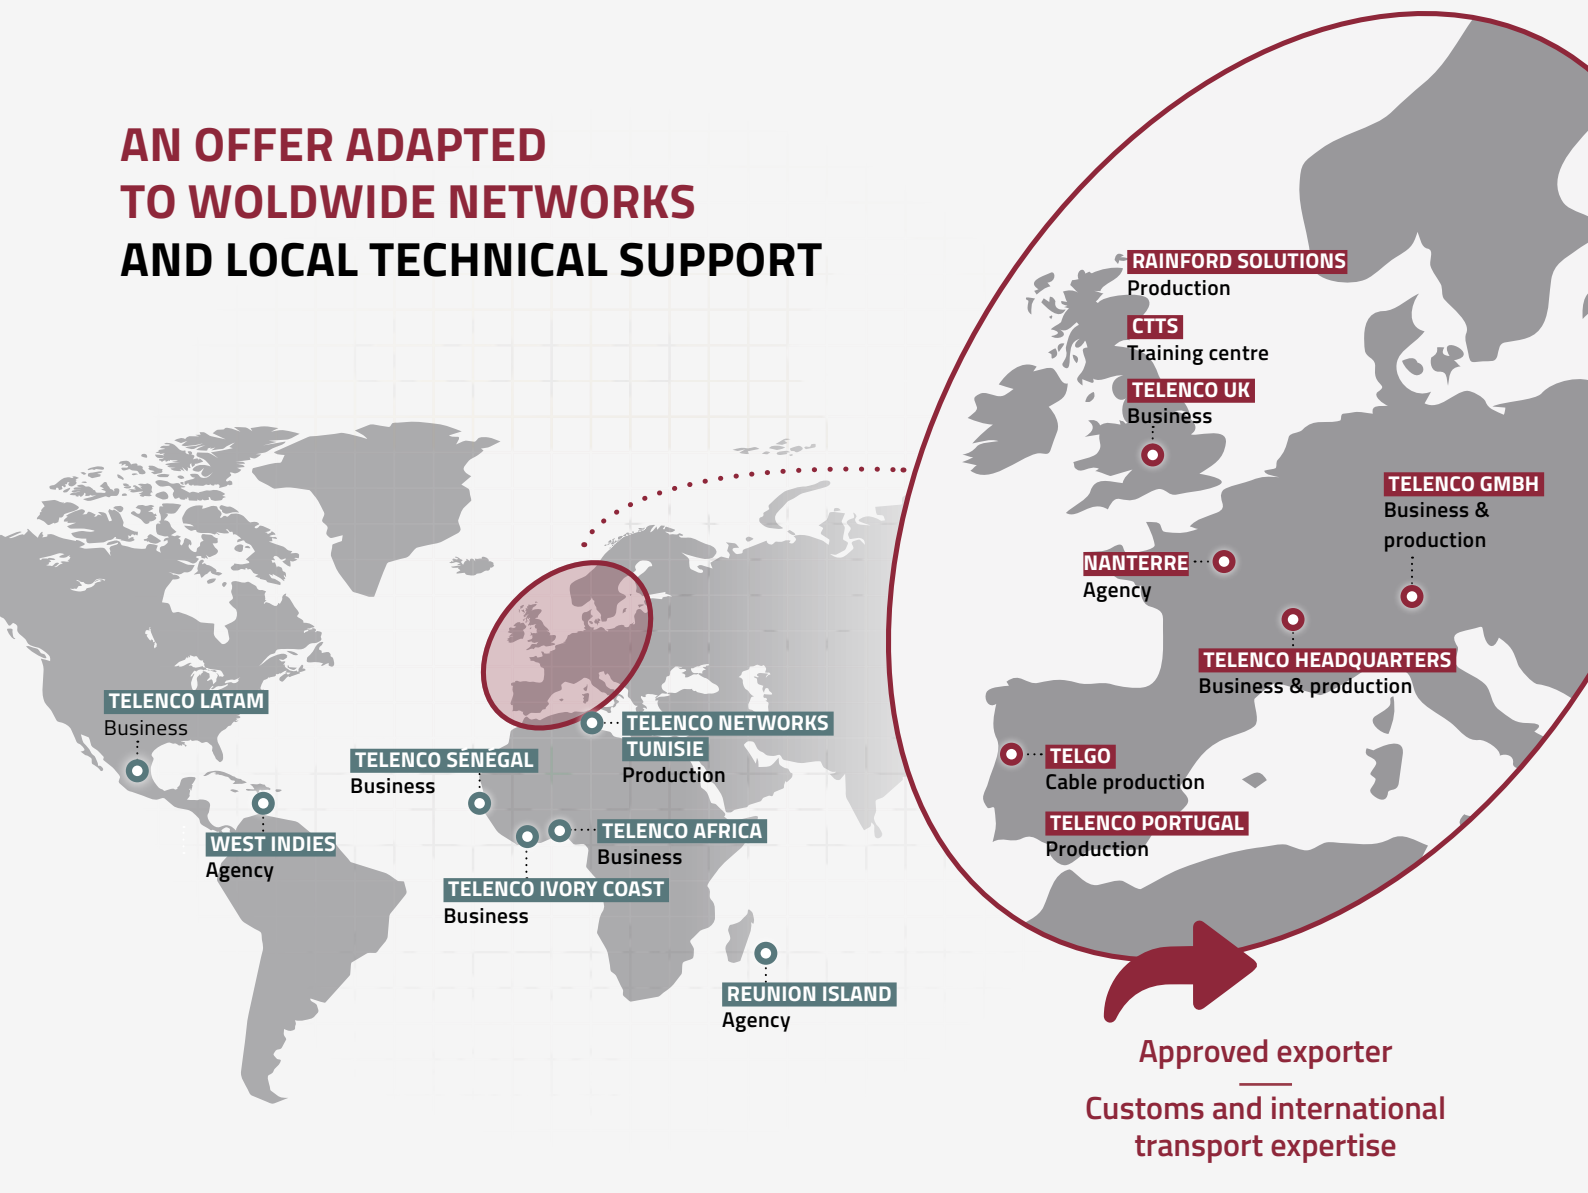 AN OFFER ADAPTED
TO WOLDWIDE NETWORKS
AND LOCAL TECHNICAL SUPPORT
RAINFORD SOLUTIONS
Production
CTTS
Training centre
TELENCO UK
Business
TELENCO GMBH
Business &
production
NANTERRE
Agency
TELENCO HEADQUARTERS
Business & production
TELGO
Cable production
TELENCO PORTUGAL
Production
TELENCO LATAM
Business
TELENCO NETWORKS
TUNISIE
Production
TELENCO SÉNÉGAL
Business
WEST INDIES
Agency
TELENCO AFRICA
Business
TELENCO IVORY COAST
Business
REUNION ISLAND
Agency
Approved exporter
Customs and international
transport expertise